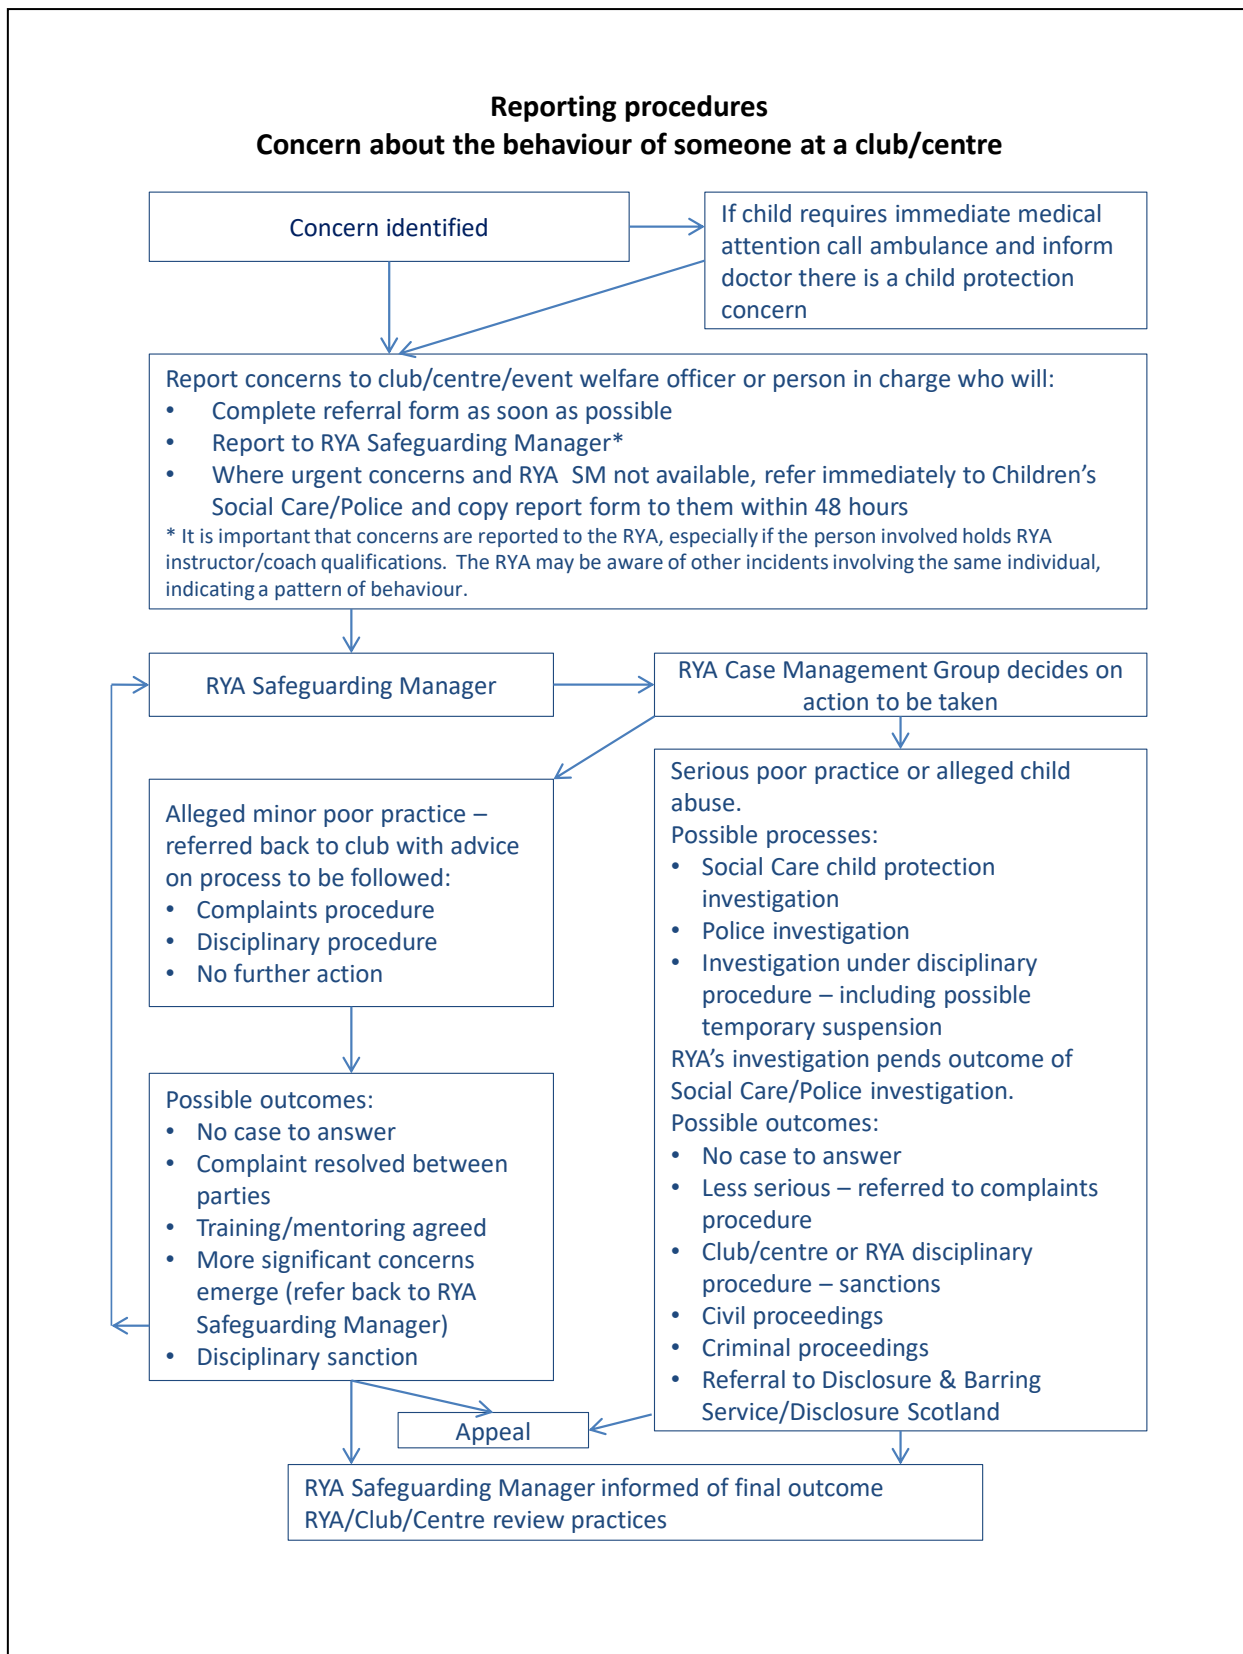 Reporting procedures
Concern about the behaviour of someone at a club/centre
Concern identified
If child requires immediate medical
attention call ambulance and inform
doctor there is a child protection
concern
Report concerns to club/centre/event welfare officer or person in charge who will:
• Complete referral form as soon as possible
• Report to RYA Safeguarding Manager*
• Where urgent concerns and RYA  SM not available, refer immediately to Children’s
Social Care/Police and copy report form to them within 48 hours
* It is important that concerns are reported to the RYA, especially if the person involved holds RYA
instructor/coach qualifications.  The RYA may be aware of other incidents involving the same individual,
indicating a pattern of behaviour.
RYA Safeguarding Manager
RYA Case Management Group decides on
action to be taken
Alleged minor poor practice –
referred back to club with advice
on process to be followed:
• Complaints procedure
• Disciplinary procedure
• No further action
Serious poor practice or alleged child
abuse.
Possible processes:
• Social Care child protection
investigation
• Police investigation
• Investigation under disciplinary
procedure – including possible
temporary suspension
RYA’s investigation pends outcome of
Social Care/Police investigation.
Possible outcomes:
• No case to answer
• Less serious – referred to complaints
procedure
• Club/centre or RYA disciplinary
procedure – sanctions
• Civil proceedings
• Criminal proceedings
• Referral to Disclosure & Barring
Service/Disclosure Scotland
Possible outcomes:
• No case to answer
• Complaint resolved between
parties
• Training/mentoring agreed
• More significant concerns
emerge (refer back to RYA
Safeguarding Manager)
• Disciplinary sanction
Appeal
RYA Safeguarding Manager informed of final outcome
RYA/Club/Centre review practices